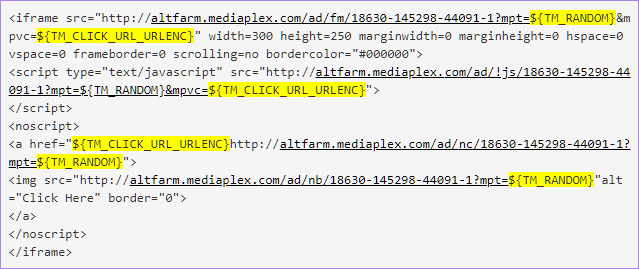 <iframe src="http://altfarm.mediaplex.com/ad/fm/18630-145298-44091-1?mpt=${TM_RANDOM}&m
pvc=${TM_CLICK_URL_URLENC}" width=300 height=250 marginwidth=0 marginheight=0 hspace=0
vspace=0 frameborder=0 scrolling=no bordercolor="#000000">
<script type="text/javascript" src="http://altfarm.mediaplex.com/ad/!js/18630-145298-44
091-1?mpt=${TM_RANDOM}&mpvc=${TM_CLICK_URL_URLENC}">
</script>
<noscript>
<a href="${TM_CLICK_URL_URLENC}http://altfarm.mediaplex.com/ad/nc/18630-145298-44091-1?
mpt=${TM_RANDOM}">
<img src="http://altfarm.mediaplex.com/ad/nb/18630-145298-44091-1?mpt=${TM_RANDOM}"alt
="Click Here" border="0">
</a>
</noscript>
</iframe>